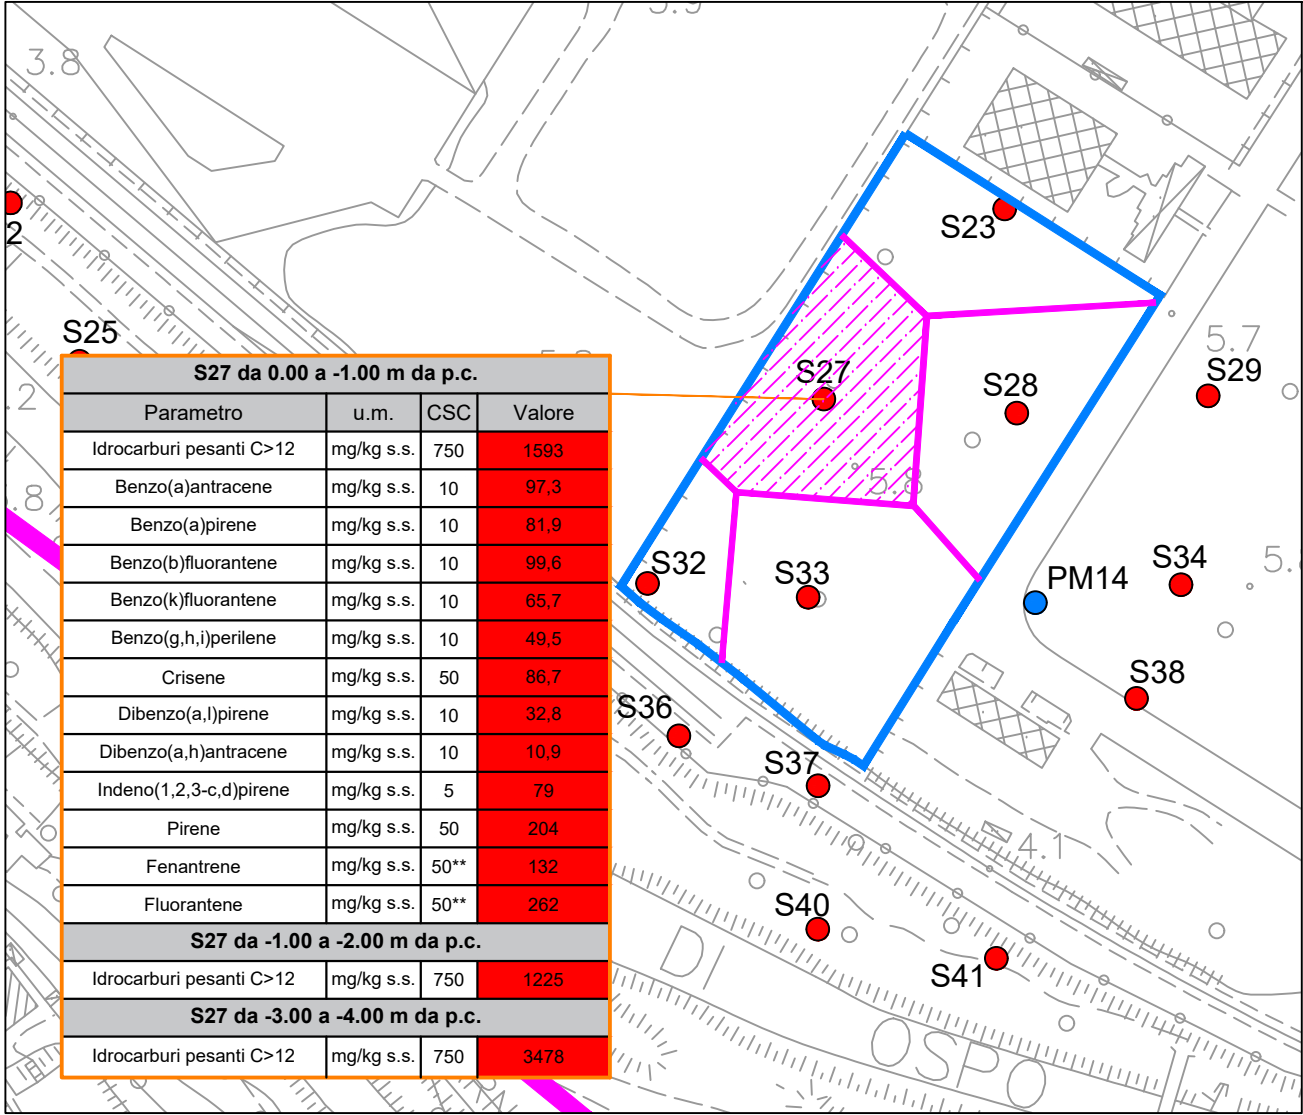 3.8
S23
2
S25
5.7
S29
S27
S28
.2
.8
5.8
S32
S33
PM14
S34
S38
S36
S37
4.1
S40
S41
DI
OSPO
S27 da 0.00 a -1.00 m da p.c.
Parametro u.m. CSC Valore
Idrocarburi pesanti C>12 mg/kg s.s. 750 1593
Benzo(a)antracene mg/kg s.s. 10 97,3
Benzo(a)pirene mg/kg s.s. 10 81,9
Benzo(b)fluorantene mg/kg s.s. 10 99,6
Benzo(k)fluorantene mg/kg s.s. 10 65,7
Benzo(g,h,i)perilene mg/kg s.s. 10 49,5
Crisene mg/kg s.s. 50 86,7
Dibenzo(a,l)pirene mg/kg s.s. 10 32,8
Dibenzo(a,h)antracene mg/kg s.s. 10 10,9
Indeno(1,2,3-c,d)pirene mg/kg s.s. 5 79
Pirene mg/kg s.s. 50 204
Fenantrene mg/kg s.s. 50** 132
Fluorantene mg/kg s.s. 50** 262
S27 da -1.00 a -2.00 m da p.c.
Idrocarburi pesanti C>12 mg/kg s.s. 750 1225
S27 da -3.00 a -4.00 m da p.c.
Idrocarburi pesanti C>12 mg/kg s.s. 750 3478